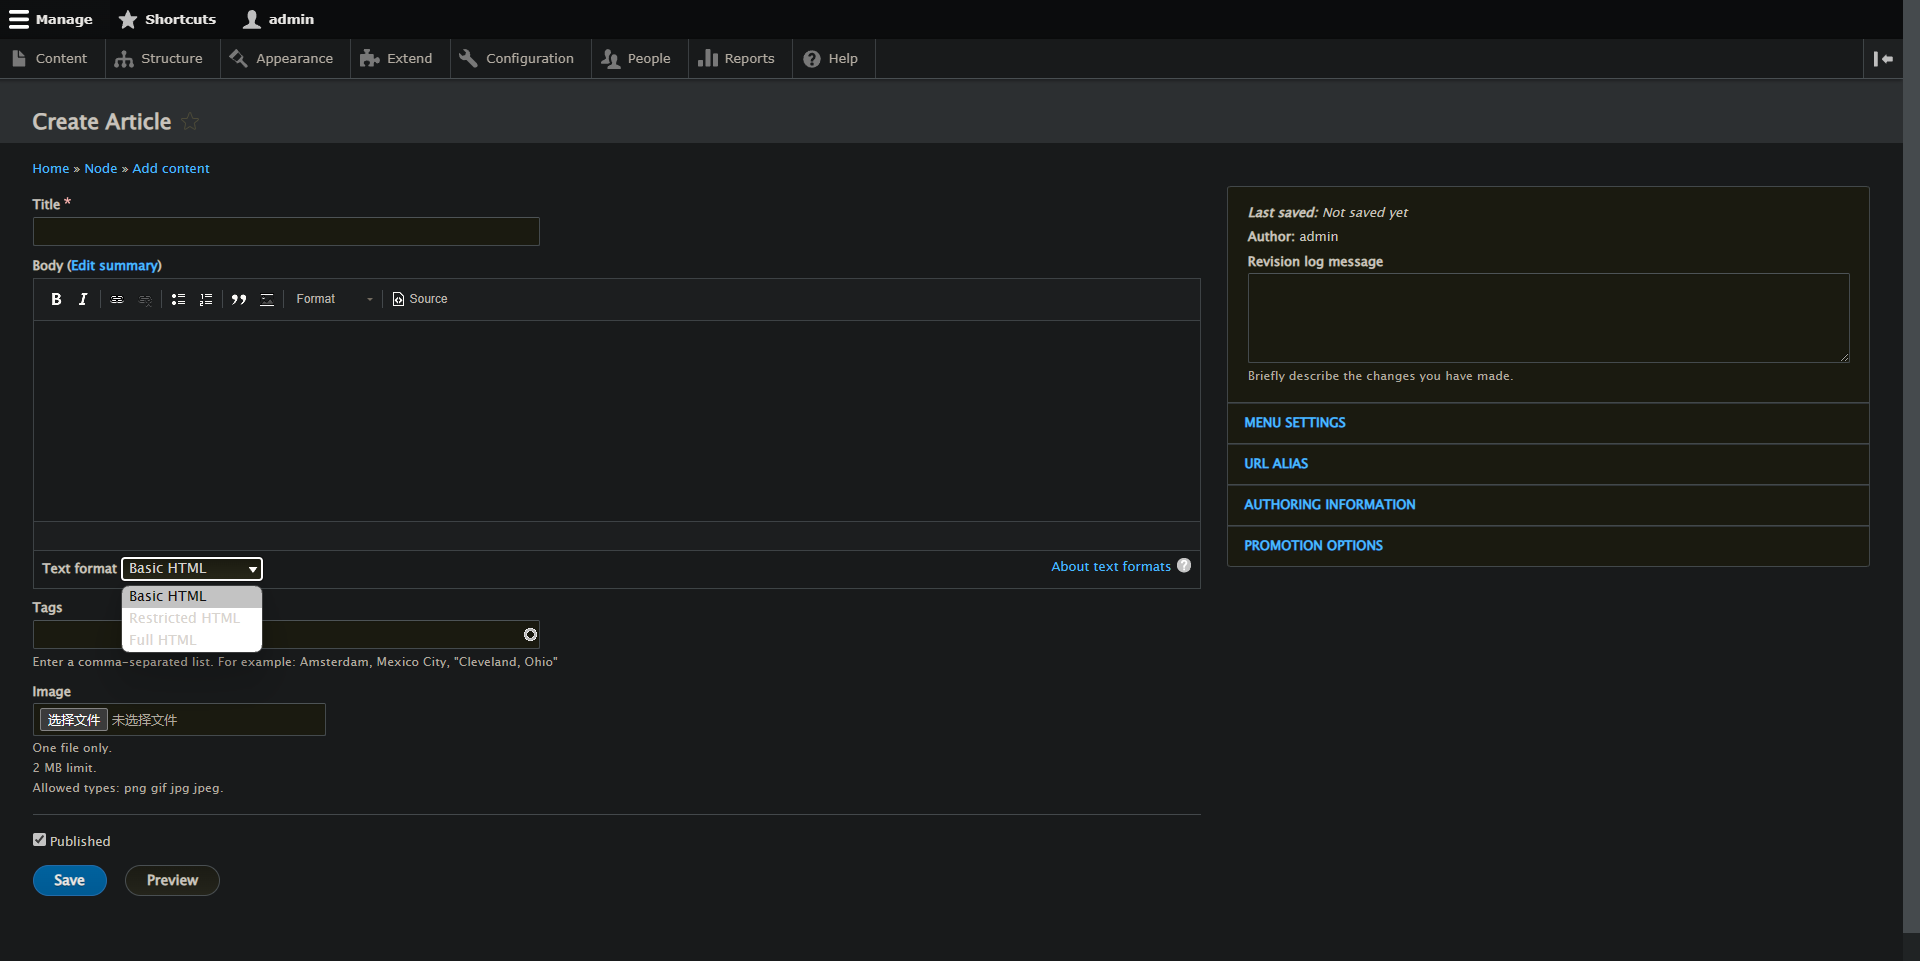 Manage Shortcuts admin
Content Structure Appearance Extend Configuration People Reports Help
Create Article
Home » Node » Add content
Title *
Body (Edit summary)
B I Format Source
Text format Basic HTML
About text formats ?
Basic HTML
Restricted HTML
Full HTML
Tags
Enter a comma-separated list. For example: Amsterdam, Mexico City, "Cleveland, Ohio"
Image
选择文件 未选择文件
One file only.
2 MB limit.
Allowed types: png gif jpg jpeg.
Published
Save Preview
Last saved: Not saved yet
Author: admin
Revision log message
Briefly describe the changes you have made.
MENU SETTINGS
URL ALIAS
AUTHORING INFORMATION
PROMOTION OPTIONS